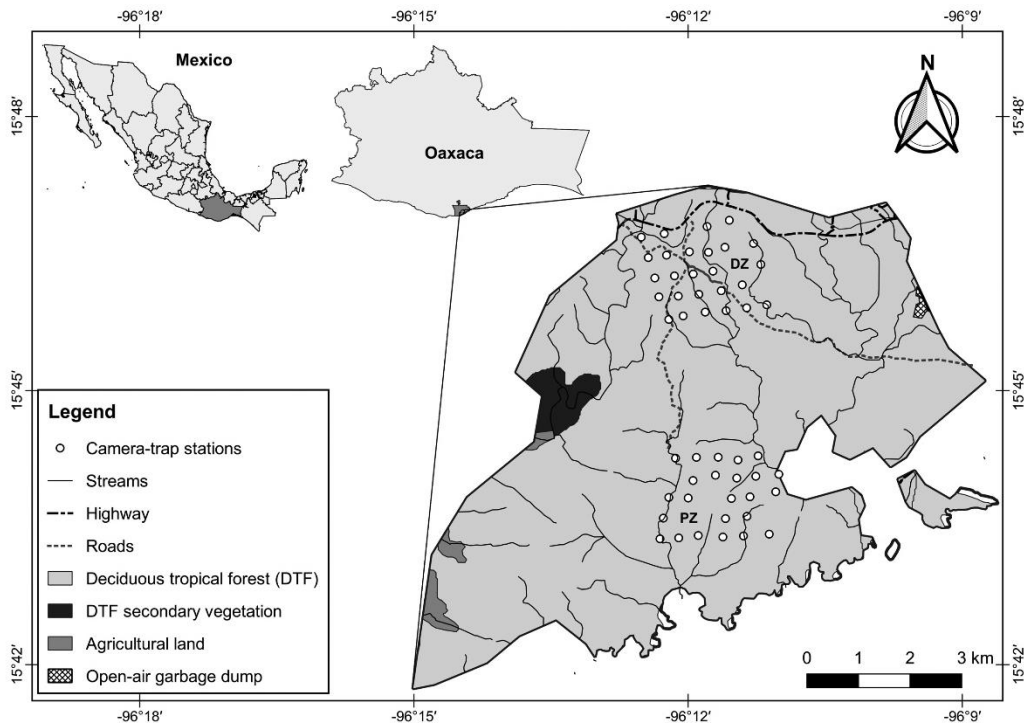 -96°18′ -96°15′ -96°12′ -96°9′
Mexico
Oaxaca
N
15°48′ 15°48′
DZ
15°45′ 15°45′
PZ
15°42′ 15°42′
Legend
Camera-trap stations
Streams
Highway
Roads
Deciduous tropical forest (DTF)
DTF secondary vegetation
Agricultural land
Open-air garbage dump
0 1 2 3 km
-96°18′ -96°15′ -96°12′ -96°9′